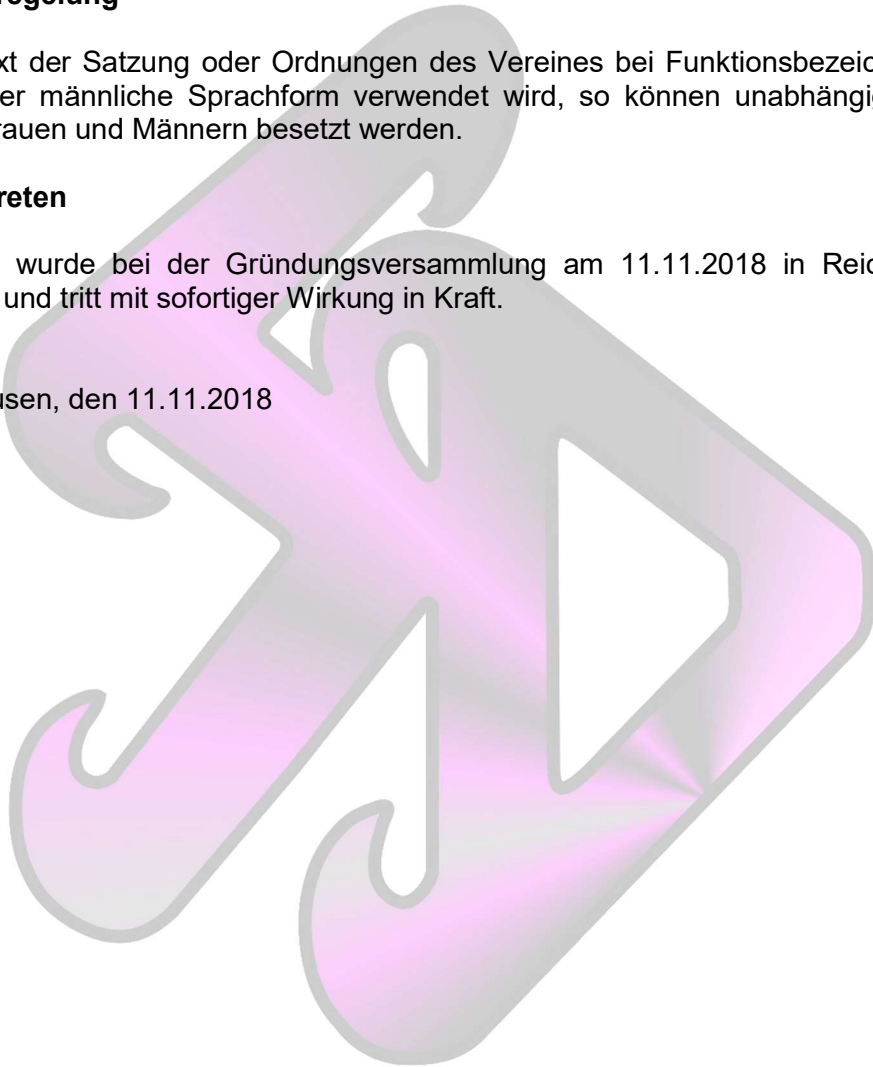 regelung
xt der Satzung oder Ordnungen des Vereines bei Funktionsbezeic
er männliche Sprachform verwendet wird, so können unabhängig
rauen und Männern besetzt werden.
reten
wurde bei der Gründungsversammlung am 11.11.2018 in Reic
und tritt mit sofortiger Wirkung in Kraft.
usen, den 11.11.2018